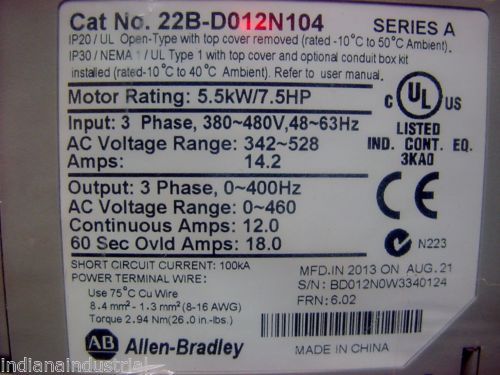 Cat No. 22B-D012N104 SERIES A
IP20 / UL Open-Type with top cover removed (rated -10°C to 50°C Ambient).
IP30 / NEMA 1 / UL Type 1 with top cover and optional conduit box kit
installed (rated-10°C to 40°C Ambient). Refer to user manual.
Motor Rating: 5.5kW/7.5HP
Input: 3 Phase, 380~480V,48~63Hz
AC Voltage Range: 342~528
Amps: 14.2
C UL US
LISTED
IND. CONT. EQ.
3KA0
Output: 3 Phase, 0~400Hz
AC Voltage Range: 0~460
Continuous Amps: 12.0
60 Sec Ovld Amps: 18.0
CE
N223
SHORT CIRCUIT CURRENT: 100kA
POWER TERMINAL WIRE:
Use 75°C Cu Wire
8.4 mm² - 1.3 mm² (8-16 AWG)
Torque 2.94 Nm(26.0 in.-lbs.)
MFD.IN 2013 ON AUG.21
S/N: BD012N0W3340124
FRN: 6.02
AB Allen-Bradley
MADE IN CHINA
indianaindustrial